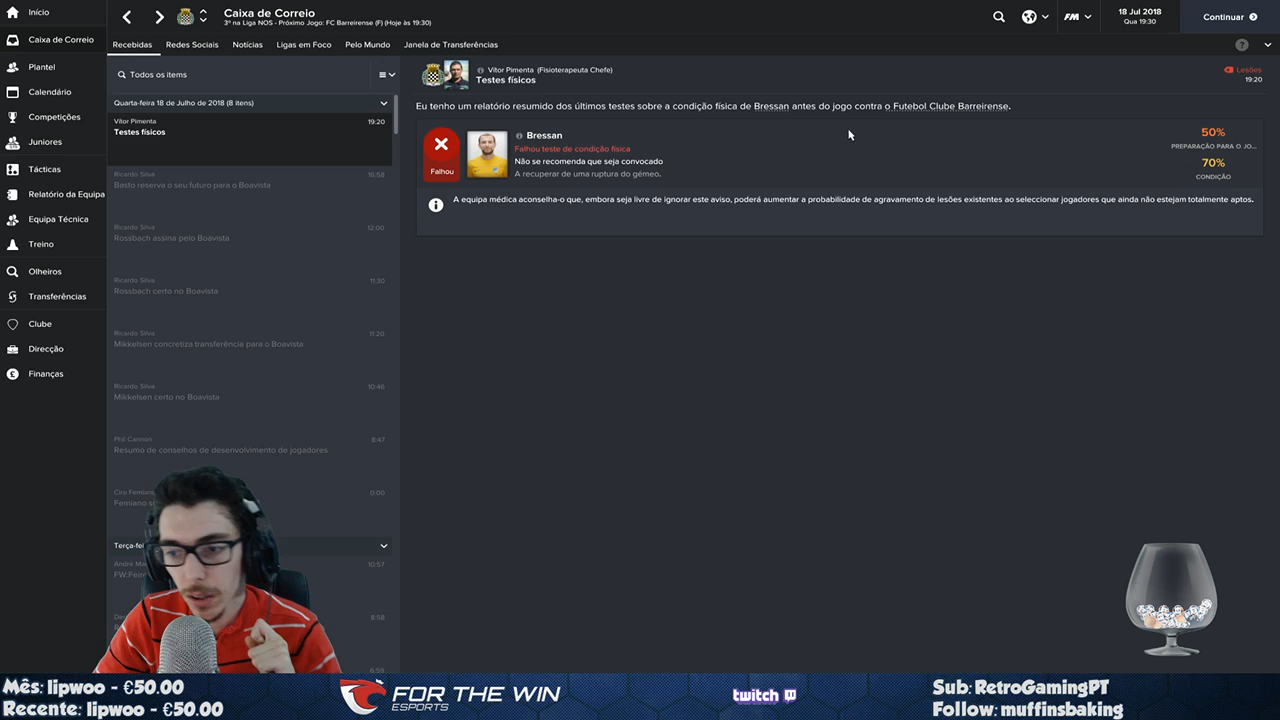 Início
Caixa de Correio
Plantel
Calendário
Competições
Juniores
Tácticas
Relatório da Equipa
Equipa Técnica
Treino
Olheiros
Transferências
Clube
Direcção
Finanças
Caixa de Correio
3º na Liga NOS - Próximo Jogo: FC Barreirense (F) (Hoje às 19:30)
FM
18 Jul 2018
Qua 19:30
Continuar
Recebidas Redes Sociais Notícias Ligas em Foco Pelo Mundo Janela de Transferências
Todos os items
Quarta-feira 18 de Julho de 2018 (8 itens)
Vítor Pimenta 19:20
Testes físicos
Ricardo Silva 16:58
Basto reserva o seu futuro para o Boavista
Ricardo Silva 12:00
Rossbach assina pelo Boavista
Ricardo Silva 11:30
Rossbach certo no Boavista
Ricardo Silva 11:20
Mikkelsen concretiza transferência para o Boavista
Ricardo Silva 10:46
Mikkelsen certo no Boavista
Phil Cannon 8:47
Resumo de conselhos de desenvolvimento de jogadores
0:00
10:57
8:58
6:59
Vítor Pimenta (Fisioterapeuta Chefe)
Testes físicos
Lesões
19:20
Eu tenho um relatório resumido dos últimos testes sobre a condição física de Bressan antes do jogo contra o Futebol Clube Barreirense.
Falhou
Bressan
Falhou teste de condição física
Não se recomenda que seja convocado
A recuperar de uma ruptura do gémeo.
50%
PREPARAÇÃO PARA O JO...
70%
CONDIÇÃO
A equipa médica aconselha-o que, embora seja livre de ignorar este aviso, poderá aumentar a probabilidade de agravamento de lesões existentes ao seleccionar jogadores que ainda não estejam totalmente aptos.
Mês: lipwoo - €50.00
Recente: lipwoo - €50.00
FOR THE WIN
ESPORTS
twitch
Sub: RetroGamingPT
Follow: muffinsbaking